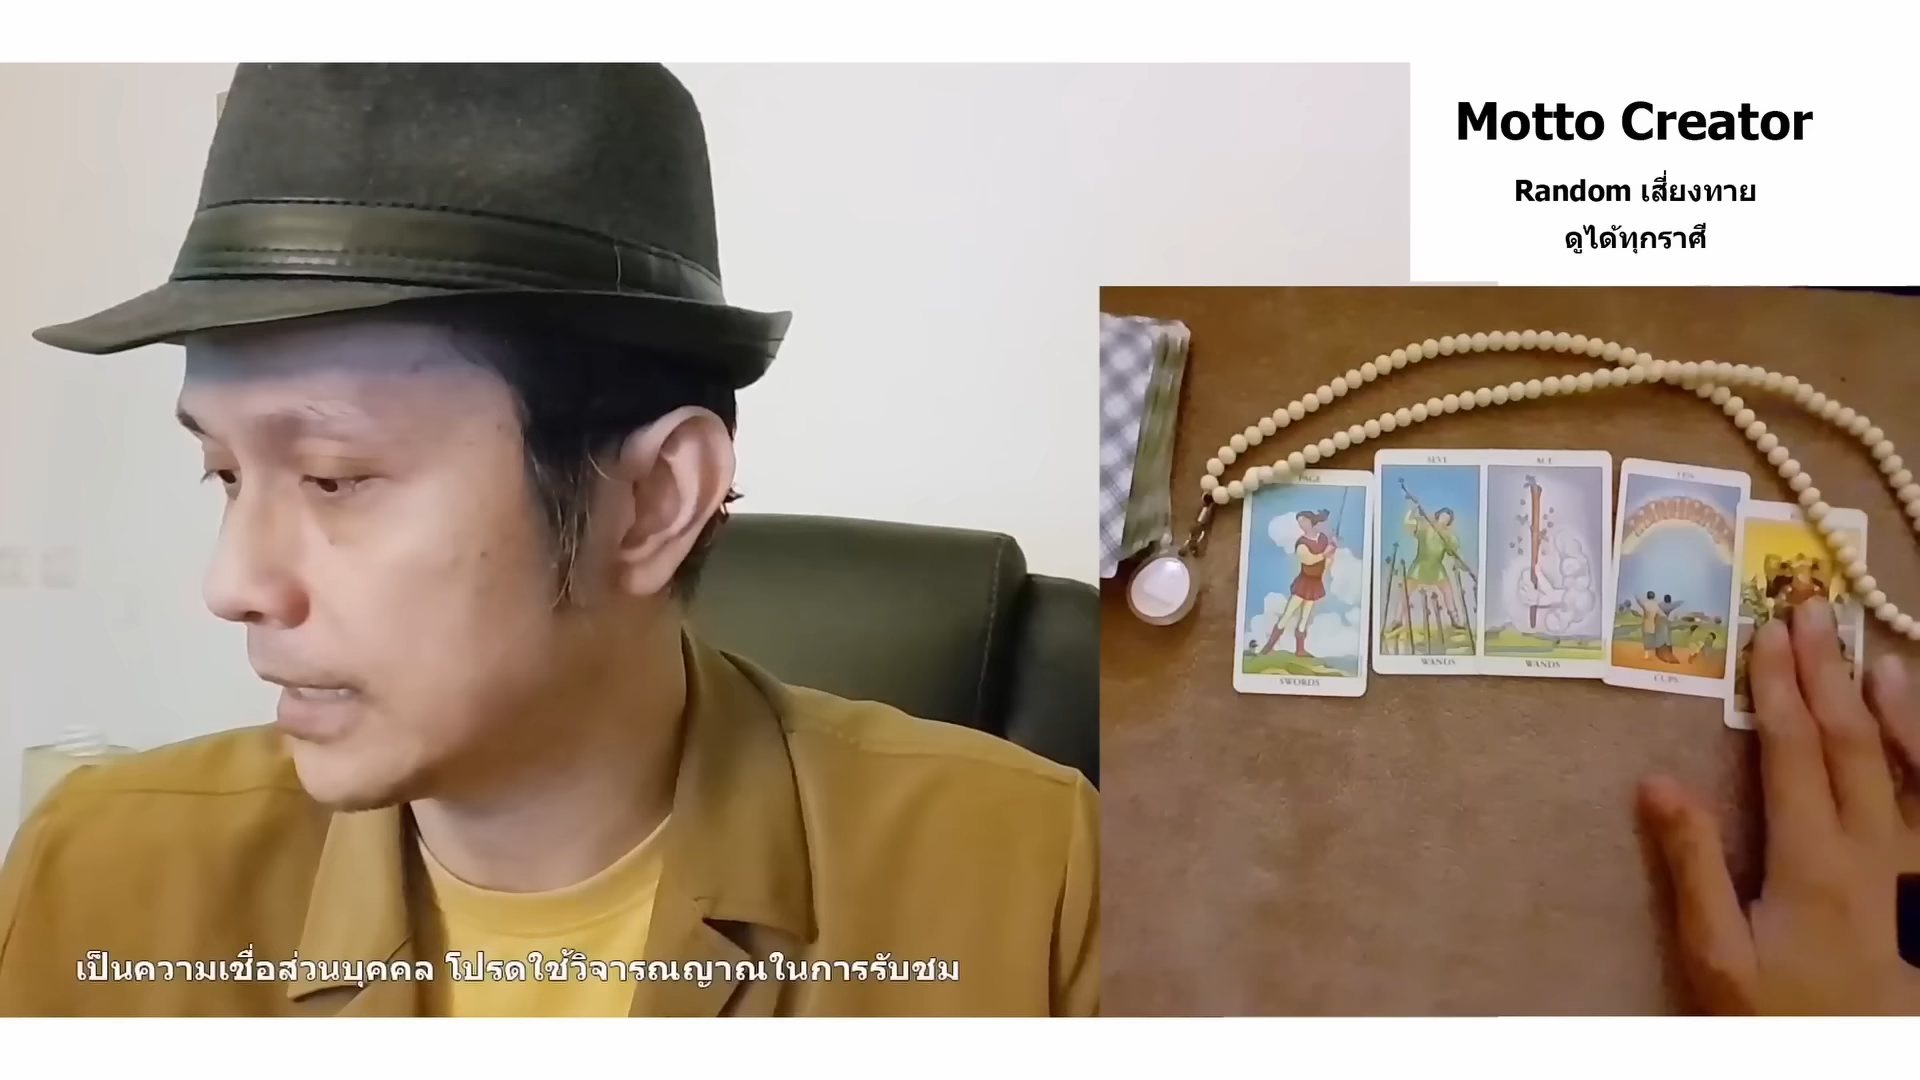 Motto Creator
Random เสี่ยงทาย
ดูได้ทุกราศี
PAGE
ACE
TEN
SWORDS
WANDS
WANDS
CUPS
เป็นความเชื่อส่วนบุคคล โปรดใช้วิจารณญาณในการรับชม